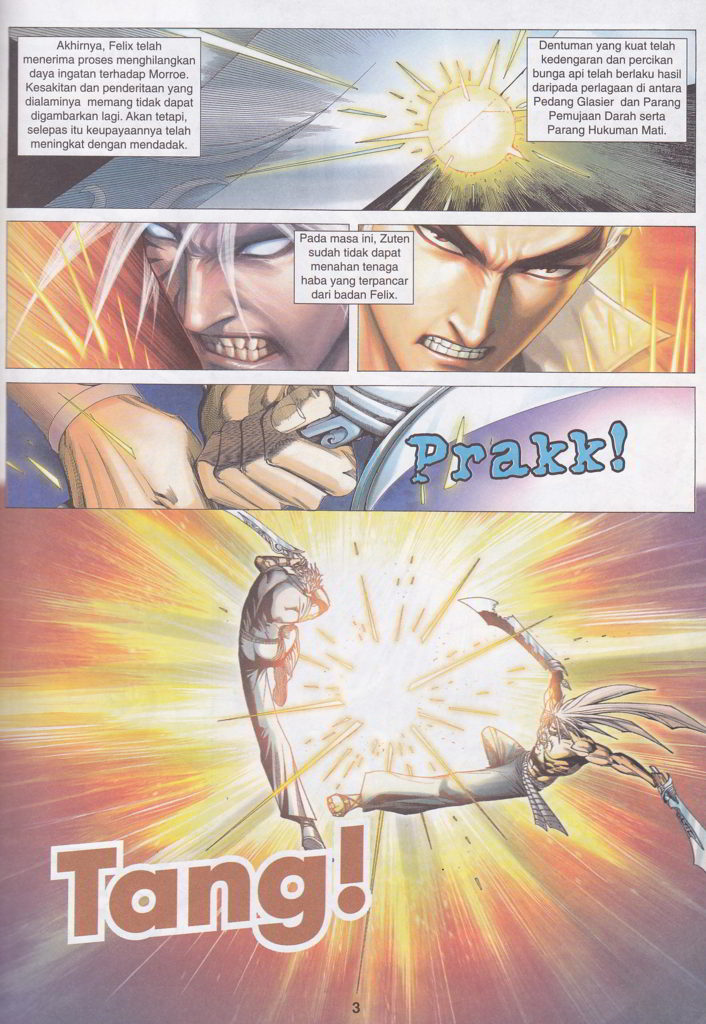 Akhirnya, Felix telah
menerima proses menghilangkan
daya ingatan terhadap Morroe.
Kesakitan dan penderitaan yang
dialaminya memang tidak dapat
digambarkan lagi. Akan tetapi,
selepas itu keupayaannya telah
meningkat dengan mendadak.
Dentuman yang kuat telah
kedengaran dan percikan
bunga api telah berlaku hasil
daripada perlagaan di antara
Pedang Glasier dan Parang
Pemujaan Darah serta
Parang Hukuman Mati.
Pada masa ini, Zuten
sudah tidak dapat
menahan tenaga
haba yang terpancar
dari badan Felix.
Prakk!
Tang!
3